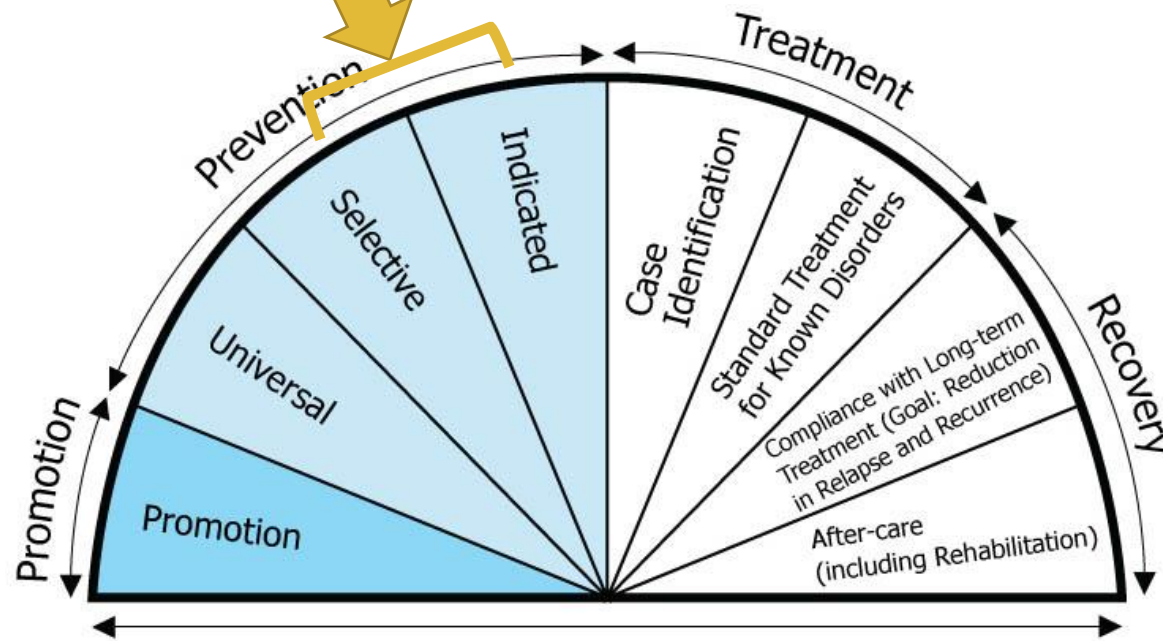 Promotion
Prevention
Treatment
Recovery
Promotion
Universal
Selective
Indicated
Case
Identification
Standard Treatment
for Known Disorders
Compliance with Long-term
Treatment (Goal: Reduction
in Relapse and Recurrence)
After-care
(including Rehabilitation)